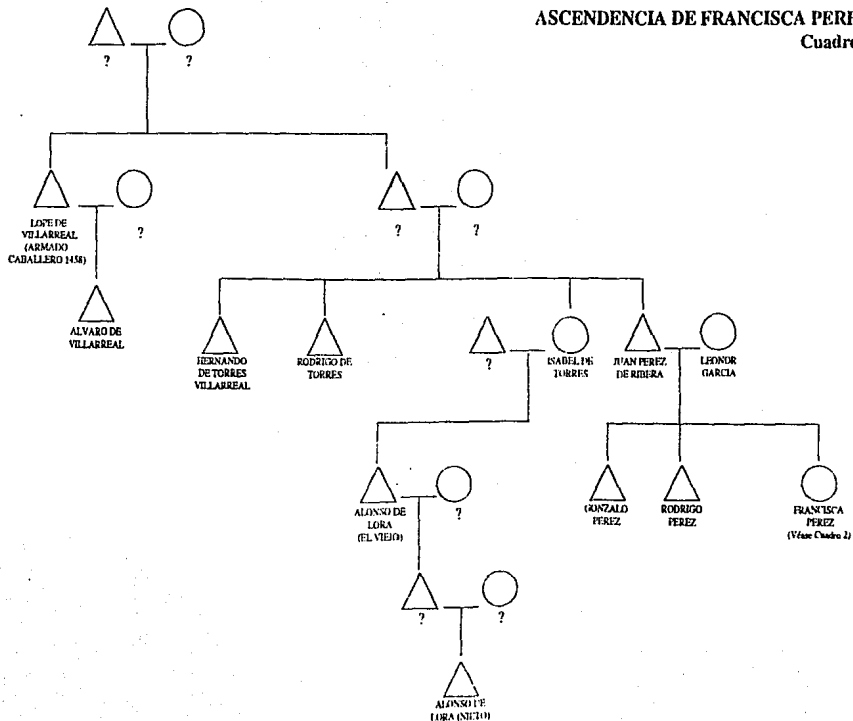 ASCENDENCIA DE FRANCISCA PERE
Cuadro
?
?
LOPE DE
VILLARREAL
(ARMADO
CABALLERO 1458)
?
?
?
ALVARO DE
VILLARREAL
HERNANDO
DE TORRES
VILLARREAL
RODRIGO DE
TORRES
?
ISABEL DE
TORRES
JUAN PEREZ
DE RIBERA
LEONOR
GARCIA
ALONSO DE
LORA
(EL VIEJO)
?
GONZALO
PEREZ
RODRIGO
PEREZ
FRANCISCA
PEREZ
(Véase Cuadro 2)
?
?
ALONSO DE
LORA (NIETO)